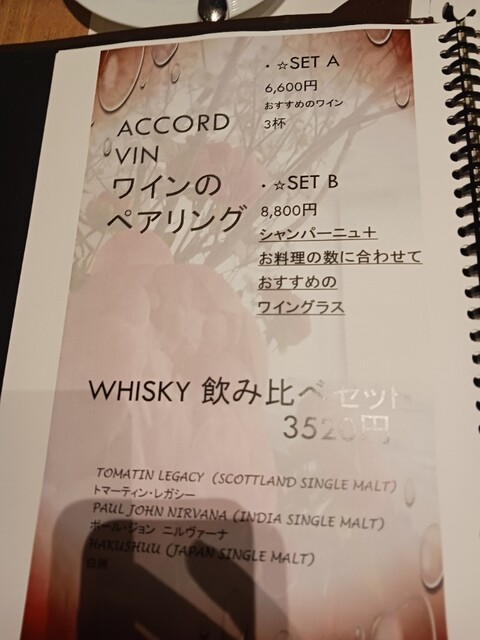 ACCORD
VIN
ワインの
ペアリング
・☆SET A
6,600円
おすすめのワイン
3杯
・☆SET B
8,800円
シャンパーニュ+
お料理の数に合わせて
おすすめの
ワイングラス
WHISKY 飲み比べセット
3520円
TOMATIN LEGACY (SCOTTLAND SINGLE MALT)
トマーティン・レガシー
PAUL JOHN NIRVANA (INDIA SINGLE MALT)
ポール・ジョン ニルヴァーナ
HAKUSHUU (JAPAN SINGLE MALT)
白州